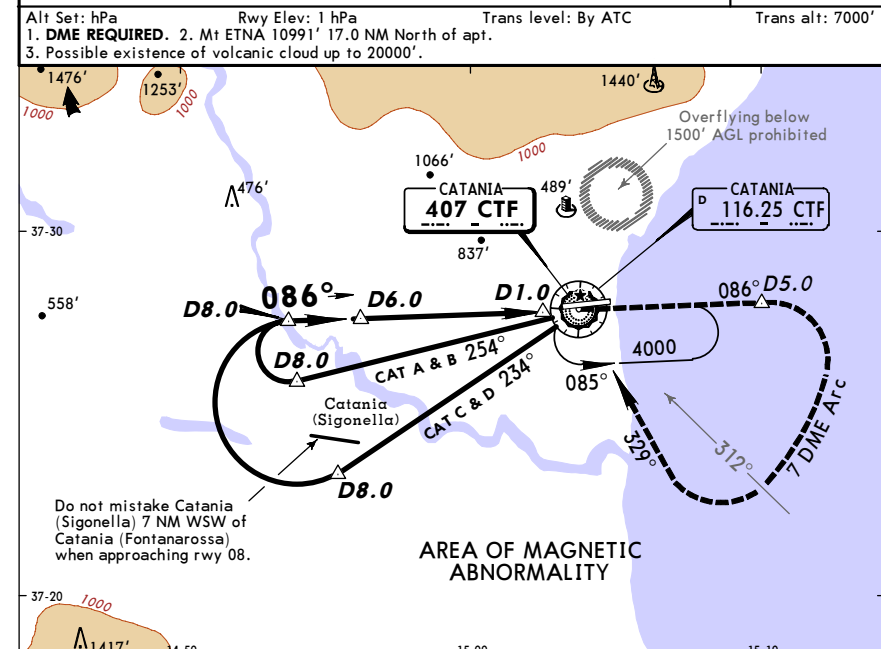 Alt Set: hPa Rwy Elev: 1 hPa Trans level: By ATC Trans alt: 7000'
1. DME REQUIRED. 2. Mt ETNA 10991' 17.0 NM North of apt.
3. Possible existence of volcanic cloud up to 20000'.
1476'
1253'
1440'
1000
1000
1000
Overflying below
1500' AGL prohibited
1066'
476'
489'
CATANIA
407 CTF
CATANIA
D 116.25 CTF
37-30
837'
558'
D8.0
086°
D6.0
D1.0
086° D5.0
D8.0
CAT A & B 254°
4000
085°
CAT C & D 234°
Catania
(Sigonella)
329°
312°
7 DME Arc
D8.0
Do not mistake Catania
(Sigonella) 7 NM WSW of
Catania (Fontanarossa)
when approaching rwy 08.
AREA OF MAGNETIC
ABNORMALITY
37-20
1000
1417'
15-00
15-10